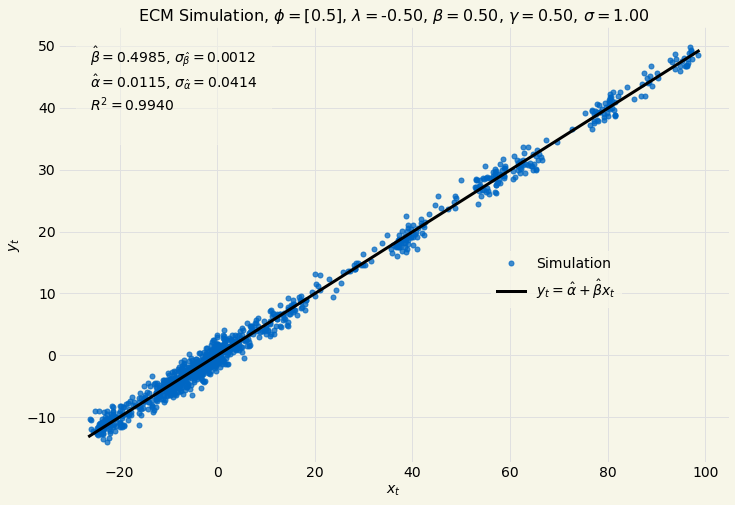 ECM Simulation, ϕ = [0.5], λ = -0.50, β = 0.50, γ = 0.50, σ = 1.00
β̂ = 0.4985, σ_β̂ = 0.0012
α̂ = 0.0115, σ_α̂ = 0.0414
R² = 0.9940
50
40
30
20
10
0
−10
y_t
Simulation
y_t = α̂ + β̂x_t
−20 0 20 40 60 80 100
x_t